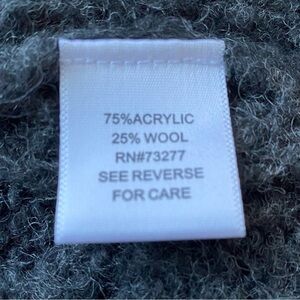 75%ACRYLIC
25% WOOL
RN#73277
SEE REVERSE
FOR CARE